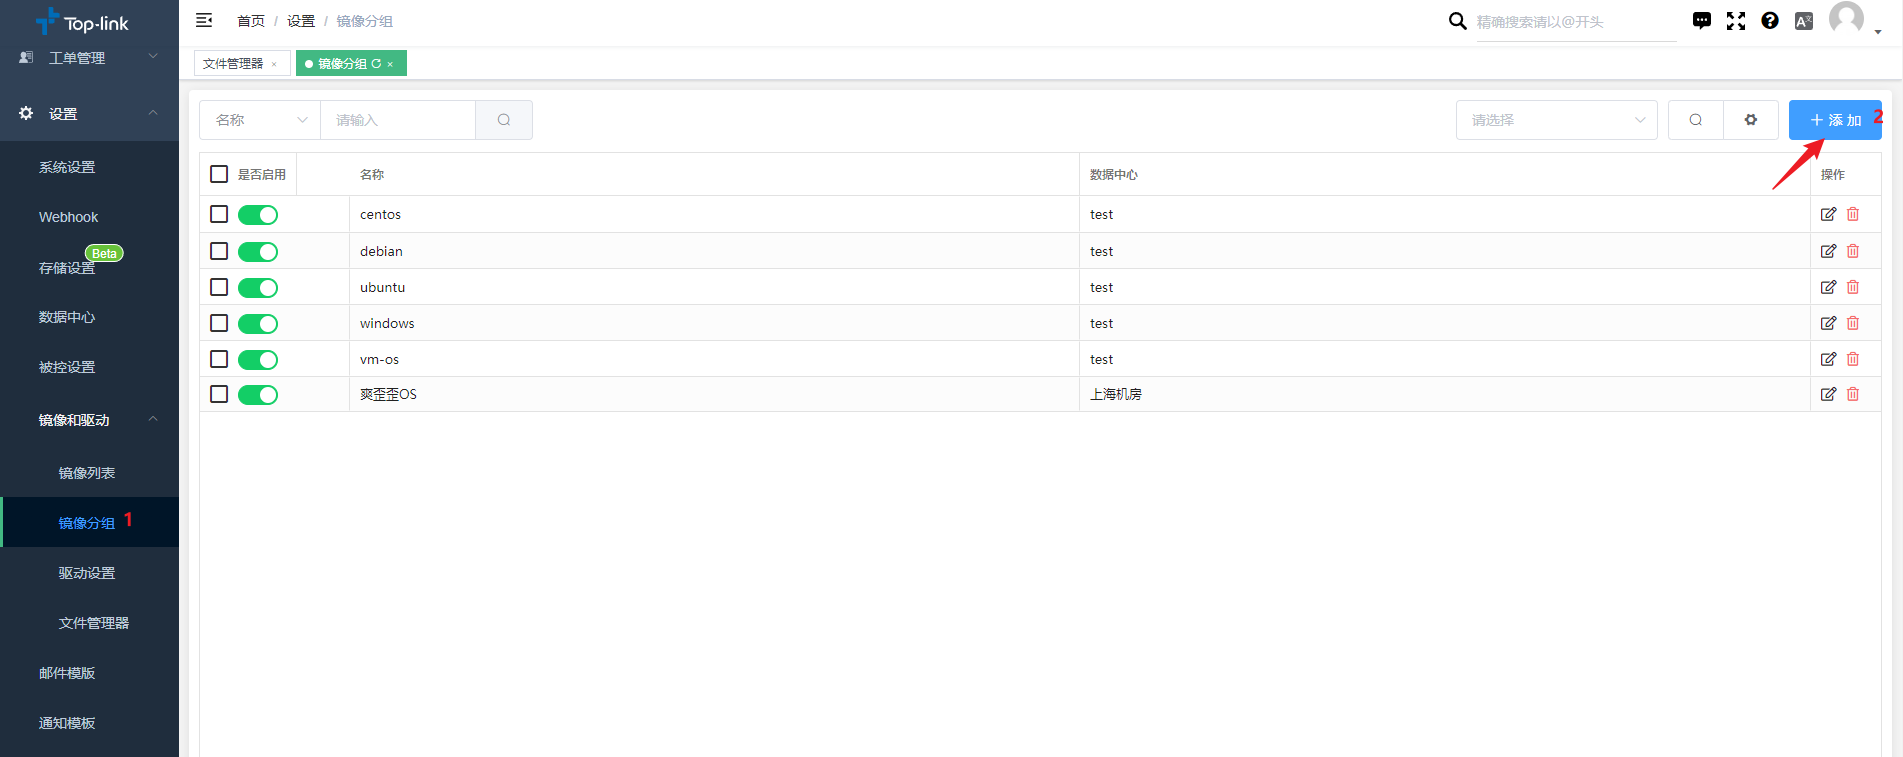 Top-link
首页 / 设置 / 镜像分组
精确搜索请以@开头
A文
工单管理
设置
系统设置
Webhook
Beta
存储设置
数据中心
被控设置
镜像和驱动
镜像列表
镜像分组 1
驱动设置
文件管理器
邮件模版
通知模板
文件管理器 ×
镜像分组 ×
名称 请输入
请选择
+ 添 加 2
是否启用 名称 数据中心 操作
centos test
debian test
ubuntu test
windows test
vm-os test
爽歪歪OS 上海机房